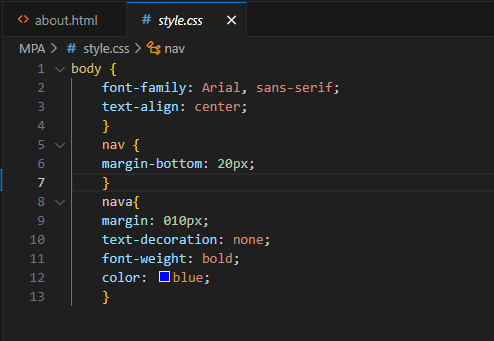 <> about.html # style.css ×
MPA > # style.css > nav
1 body {
2 font-family: Arial, sans-serif;
3 text-align: center;
4 }
5 nav {
6 margin-bottom: 20px;
7 }
8 nava{
9 margin: 010px;
10 text-decoration: none;
11 font-weight: bold;
12 color: blue;
13 }